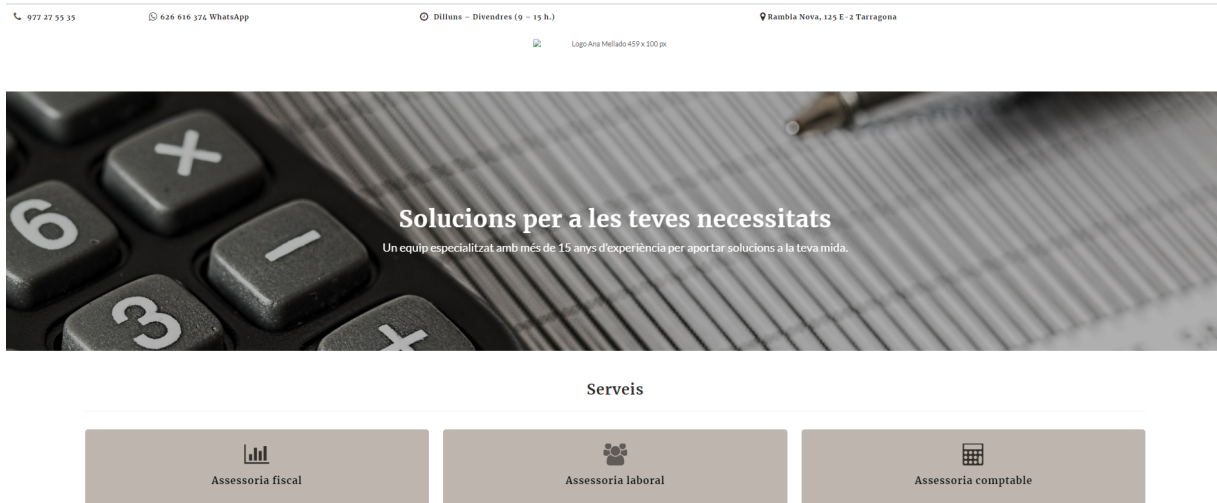 977 27 55 35
626 616 374 WhatsApp
Dilluns – Divendres (9 – 15 h.)
Rambla Nova, 125 E-2 Tarragona
Logo Ana Mellado 459 x 100 px
Solucions per a les teves necessitats
Un equip especialitzat amb més de 15 anys d'experiència per aportar solucions a la teva mida.
× 
6
–
3
+
Serveis
Assessoria fiscal
Assessoria laboral
Assessoria comptable